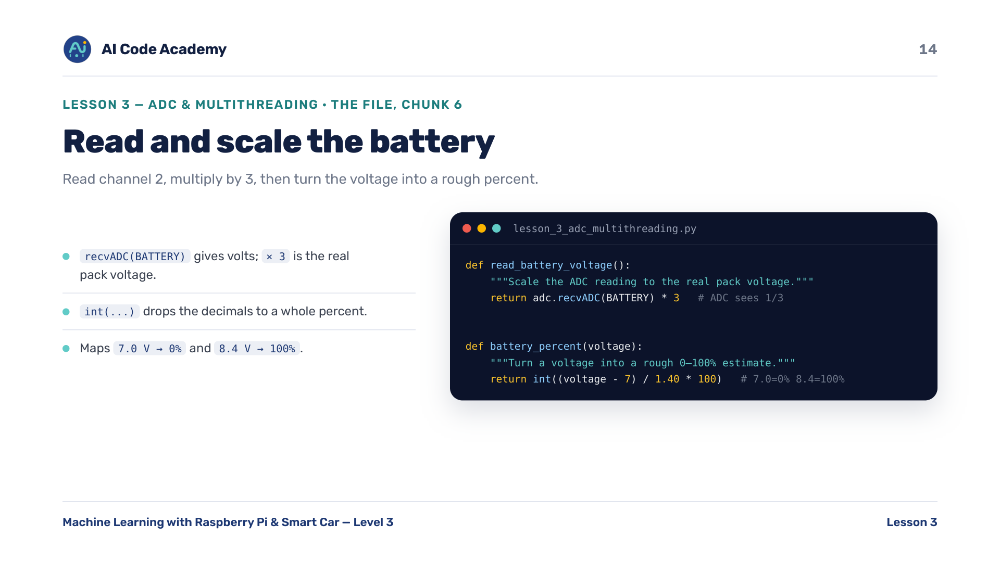 AI Code Academy
14
LESSON 3 — ADC & MULTITHREADING • THE FILE, CHUNK 6
Read and scale the battery
Read channel 2, multiply by 3, then turn the voltage into a rough percent.
recvADC(BATTERY) gives volts; × 3 is the real
pack voltage.
int(...) drops the decimals to a whole percent.
Maps 7.0 V → 0% and 8.4 V → 100%.
lesson_3_adc_multithreading.py
def read_battery_voltage():
    """Scale the ADC reading to the real pack voltage."""
    return adc.recvADC(BATTERY) * 3   # ADC sees 1/3
def battery_percent(voltage):
    """Turn a voltage into a rough 0–100% estimate."""
    return int((voltage - 7) / 1.40 * 100)   # 7.0=0% 8.4=100%
Machine Learning with Raspberry Pi & Smart Car — Level 3
Lesson 3